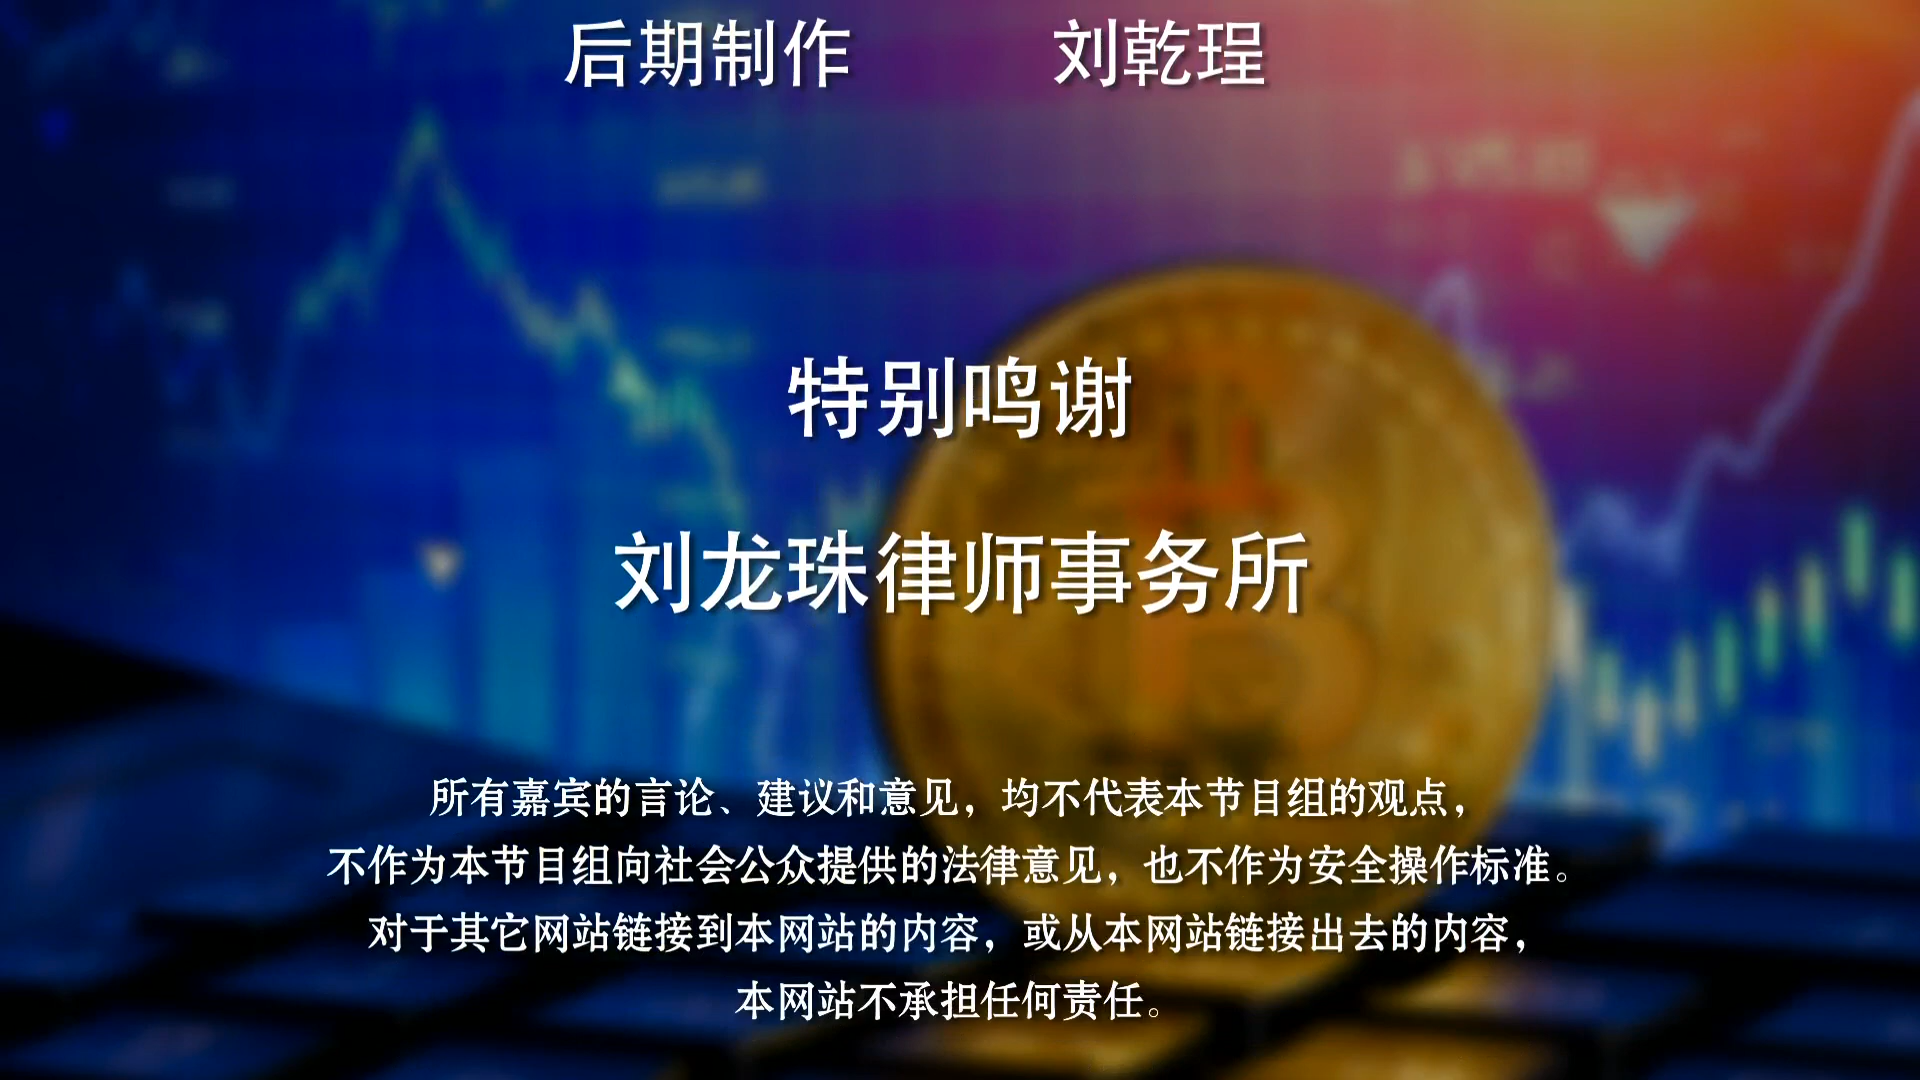 后期制作 刘乾珵
特别鸣谢
刘龙珠律师事务所
所有嘉宾的言论、建议和意见，均不代表本节目组的观点，
不作为本节目组向社会公众提供的法律意见，也不作为安全操作标准。
对于其它网站链接到本网站的内容，或从本网站链接出去的内容，
本网站不承担任何责任。